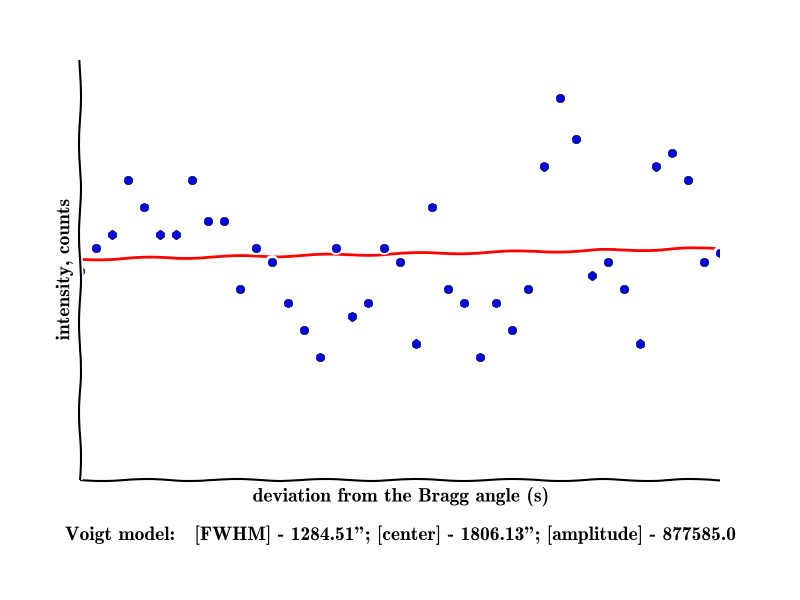 intensity, counts
deviation from the Bragg angle (s)
Voigt model: [FWHM] - 1284.51”; [center] - 1806.13”; [amplitude] - 877585.0